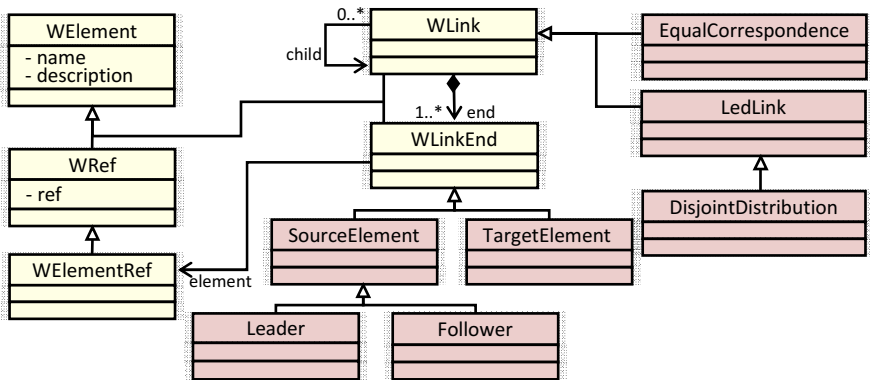 WElement
- name
- description
0..*
child
WLink
EqualCorrespondence
LedLink
1..*
end
WLinkEnd
WRef
- ref
DisjointDistribution
SourceElement
TargetElement
WElementRef
element
Leader
Follower